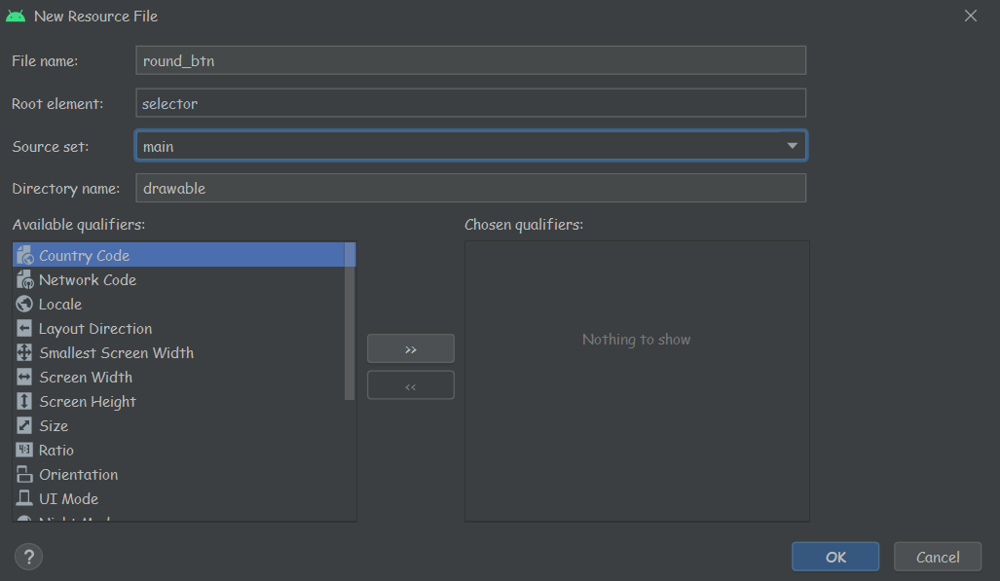 New Resource File
File name:
round_btn
Root element:
selector
Source set:
main
Directory name:
drawable
Available qualifiers:
Chosen qualifiers:
Country Code
Network Code
Locale
Layout Direction
Smallest Screen Width
Screen Width
Screen Height
Size
Ratio
Orientation
UI Mode
>>
<<
Nothing to show
?
OK
Cancel